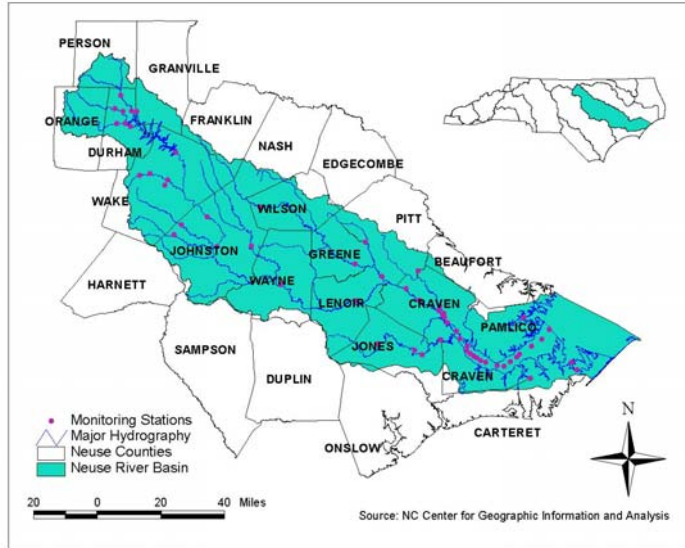 PERSON
GRANVILLE
ORANGE
FRANKLIN
DURHAM
NASH
EDGECOMBE
WAKE
WILSON
PITT
JOHNSTON
GREENE
BEAUFORT
HARNETT
WAYNE
LENOIR
CRAVEN
PAMLICO
SAMPSON
JONES
DUPLIN
CRAVEN
CARTERET
ONSLOW
Monitoring Stations
Major Hydrography
Neuse Counties
Neuse River Basin
N
20 0 20 40 Miles
Source: NC Center for Geographic Information and Analysis